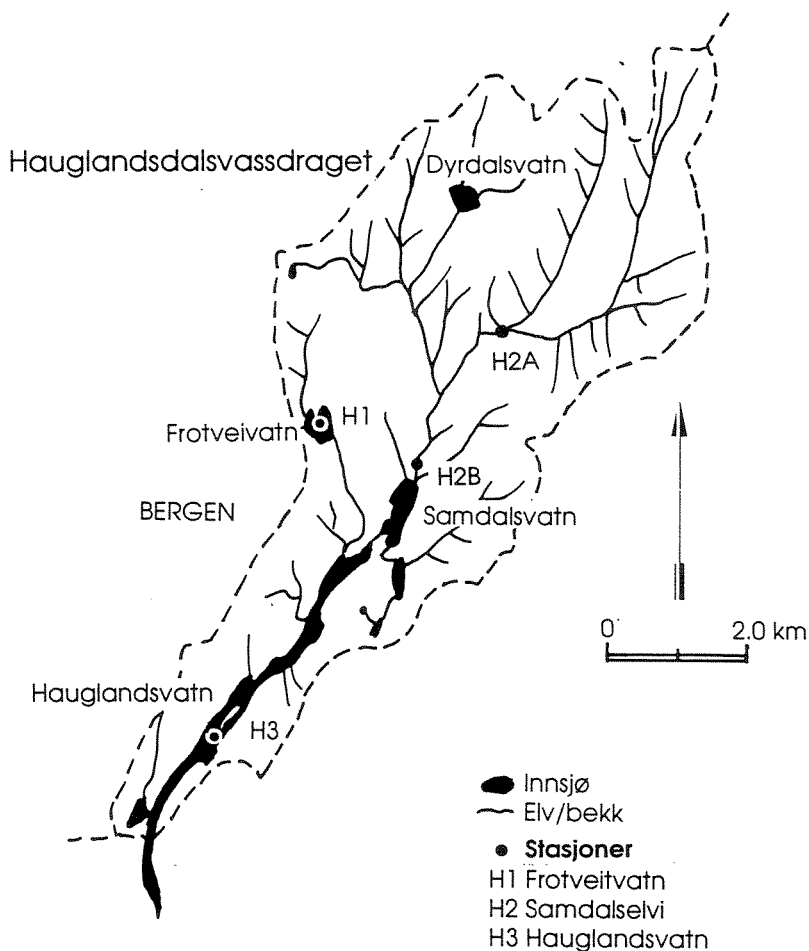 Hauglandsdalsvassdraget
Dyrdalsvatn
H2A
H1
Frotveivatn
H2B
BERGEN
Samdalsvatn
0 2.0 km
Hauglandsvatn
H3
Innsjø
Elv/bekk
Stasjoner
H1 Frotveitvatn
H2 Samdalselvi
H3 Hauglandsvatn